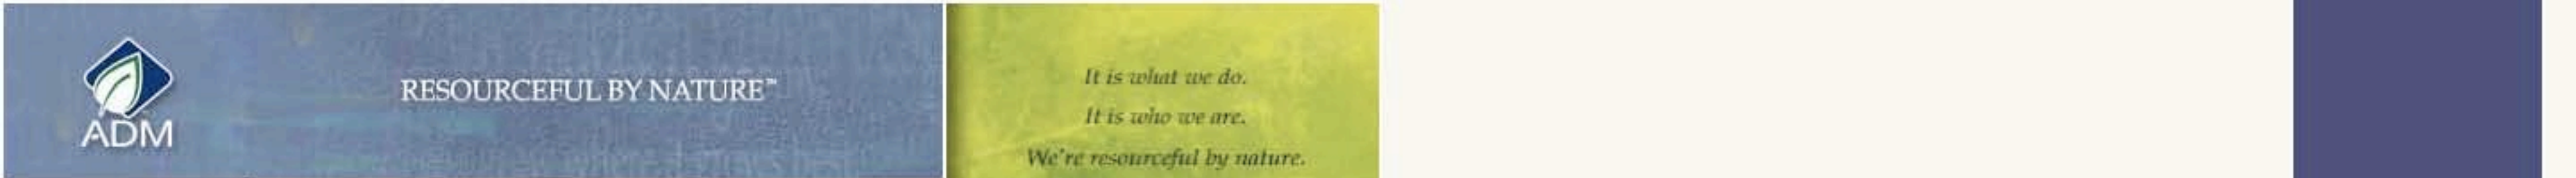 ADM
RESOURCEFUL BY NATURE™
It is what we do.
It is who we are.
We're resourceful by nature.